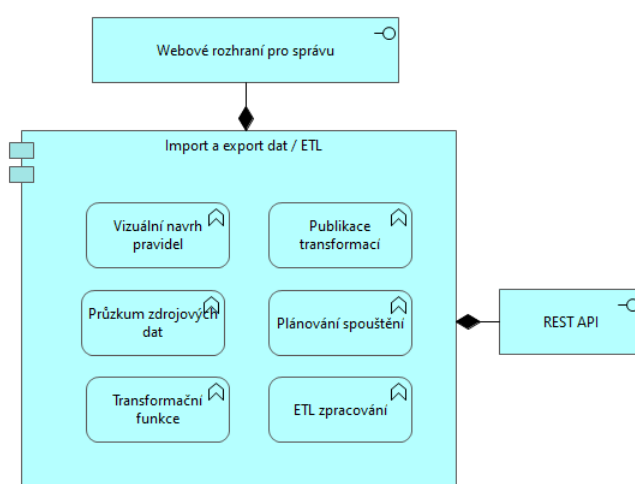 Webové rozhraní pro správu
Import a export dat / ETL
Vizuální navrh
pravidel
Publikace
transformací
Průzkum zdrojových
dat
Plánování spouštění
REST API
Transformační
funkce
ETL zpracování